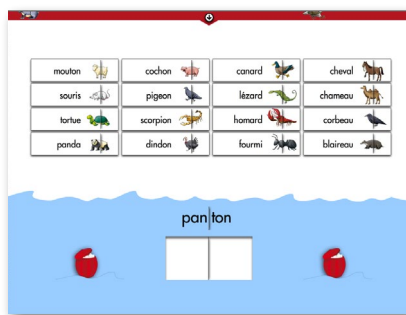 mouton cochon canard cheval
souris pigeon lézard chameau
tortue scorpion homard corbeau
panda dindon fourmi blaireau
pan|ton